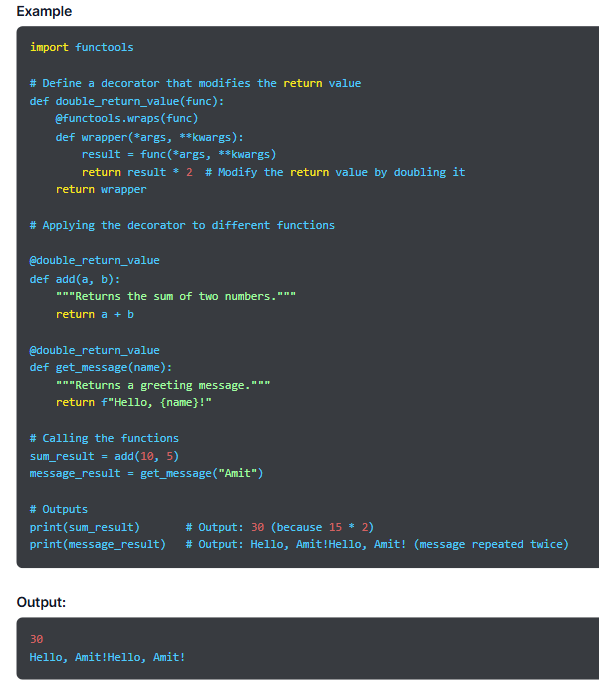 Example
import functools
# Define a decorator that modifies the return value
def double_return_value(func):
    @functools.wraps(func)
    def wrapper(*args, **kwargs):
        result = func(*args, **kwargs)
        return result * 2  # Modify the return value by doubling it
    return wrapper
# Applying the decorator to different functions
@double_return_value
def add(a, b):
    """Returns the sum of two numbers."""
    return a + b
@double_return_value
def get_message(name):
    """Returns a greeting message."""
    return f"Hello, {name}!"
# Calling the functions
sum_result = add(10, 5)
message_result = get_message("Amit")
# Outputs
print(sum_result)       # Output: 30 (because 15 * 2)
print(message_result)   # Output: Hello, Amit!Hello, Amit! (message repeated twice)
Output:
30
Hello, Amit!Hello, Amit!